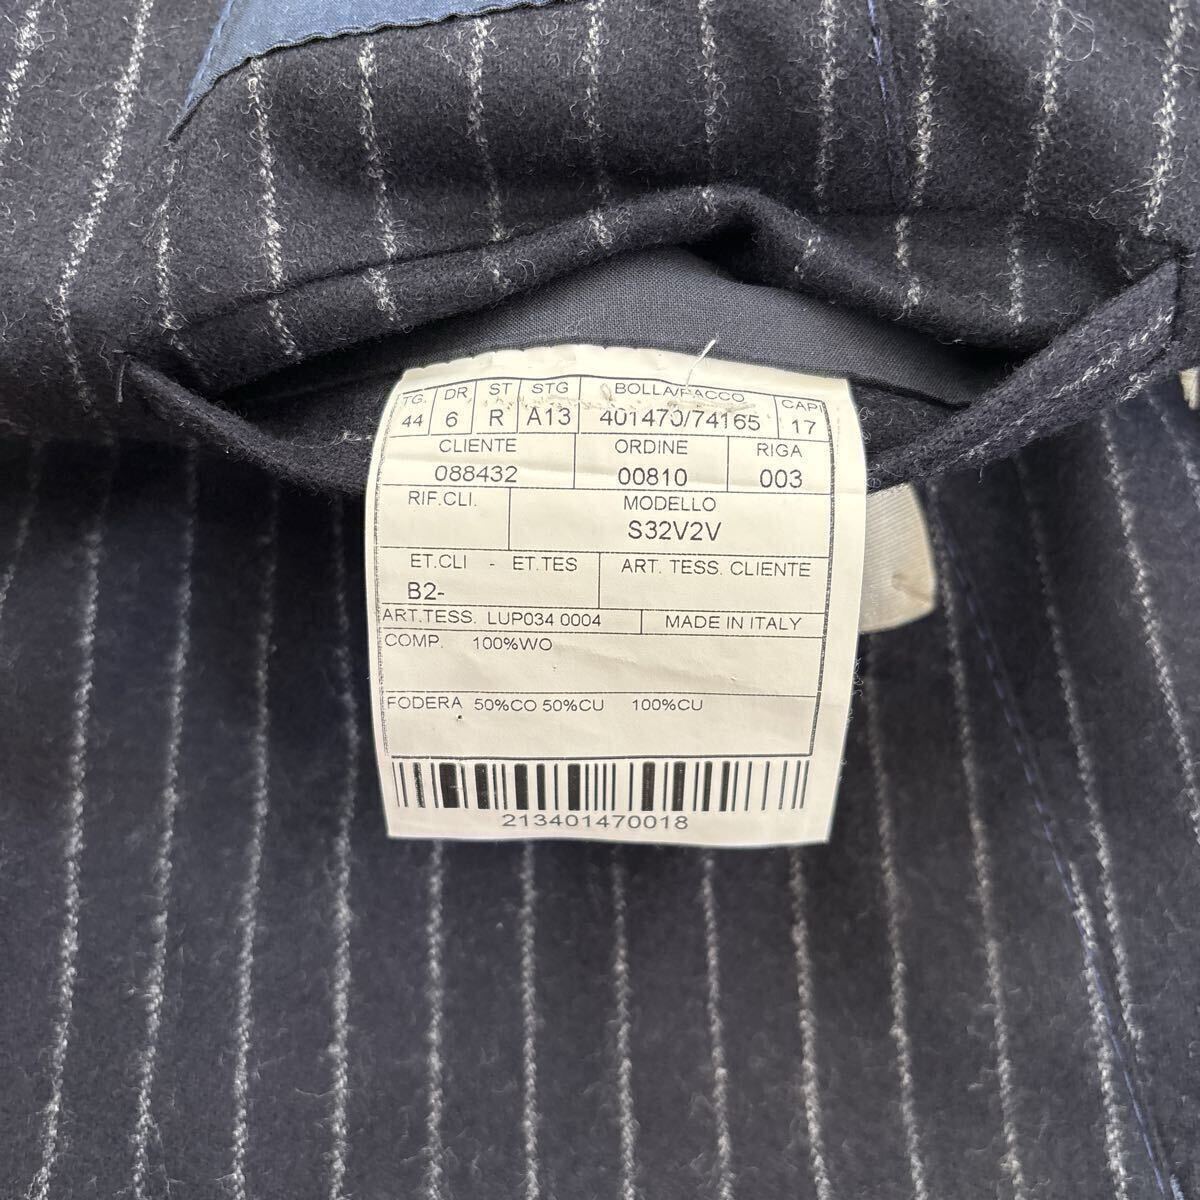 TG. DR ST STG BOLLA/PACCO CAPI
44 6 R A13 401470/74165 17
CLIENTE ORDINE RIGA
088432 00810 003
RIF.CLI. MODELLO
S32V2V
ET.CLI - ET.TES ART. TESS. CLIENTE
B2-
ART.TESS. LUP034 0004 MADE IN ITALY
COMP. 100%WO
FODERA 50%CO 50%CU 100%CU
213401470018